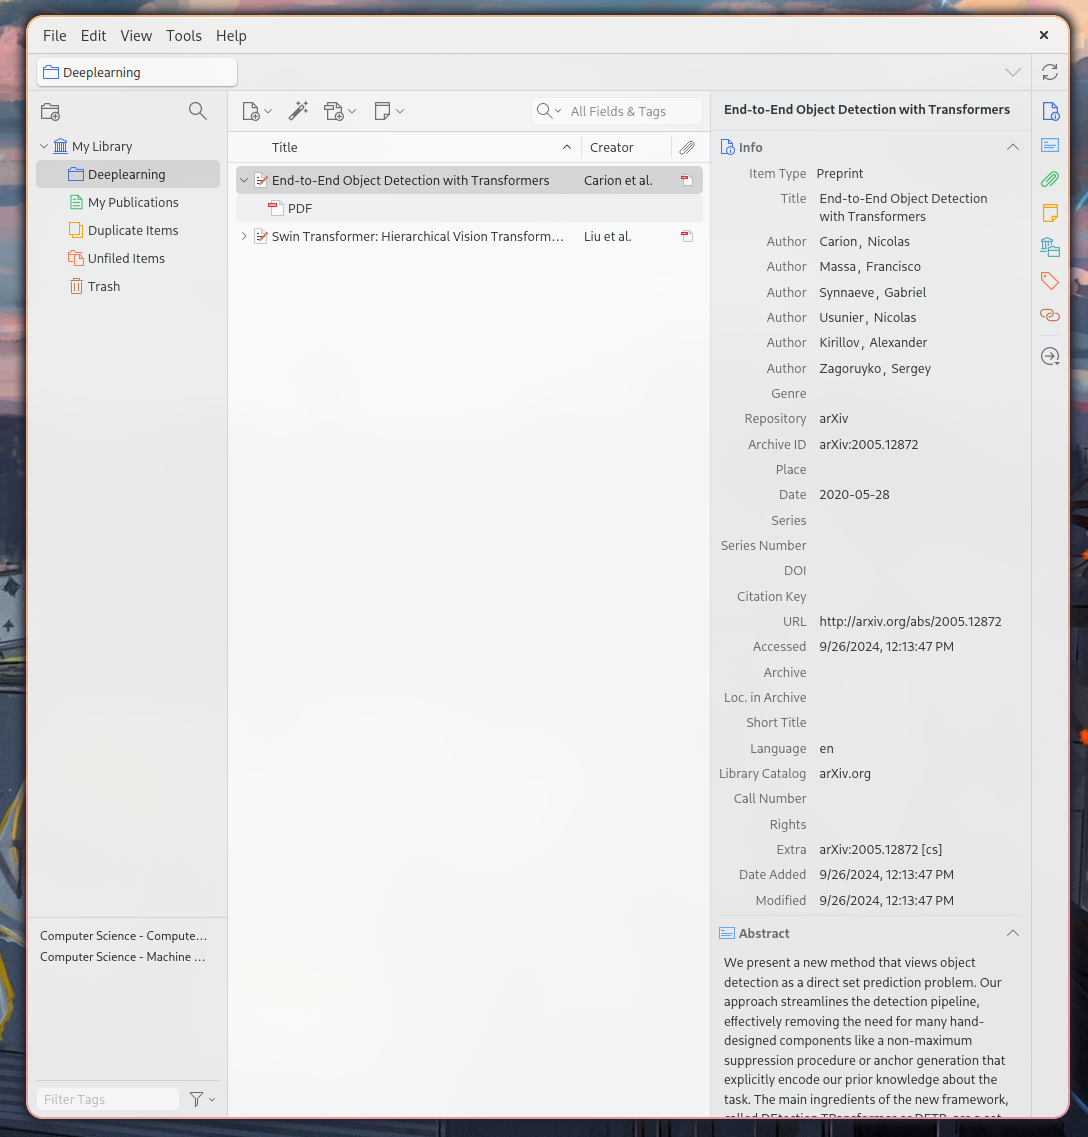 File Edit View Tools Help
Deeplearning
My Library
Deeplearning
My Publications
Duplicate Items
Unfiled Items
Trash
Computer Science - Compute...
Computer Science - Machine ...
Filter Tags
All Fields & Tags
Title Creator
End-to-End Object Detection with Transformers Carion et al.
PDF
Swin Transformer: Hierarchical Vision Transform... Liu et al.
End-to-End Object Detection with Transformers
Info
Item Type Preprint
Title End-to-End Object Detection
with Transformers
Author Carion, Nicolas
Author Massa, Francisco
Author Synnaeve, Gabriel
Author Usunier, Nicolas
Author Kirillov, Alexander
Author Zagoruyko, Sergey
Genre
Repository arXiv
Archive ID arXiv:2005.12872
Place
Date 2020-05-28
Series
Series Number
DOI
Citation Key
URL http://arxiv.org/abs/2005.12872
Accessed 9/26/2024, 12:13:47 PM
Archive
Loc. in Archive
Short Title
Language en
Library Catalog arXiv.org
Call Number
Rights
Extra arXiv:2005.12872 [cs]
Date Added 9/26/2024, 12:13:47 PM
Modified 9/26/2024, 12:13:47 PM
Abstract
We present a new method that views object
detection as a direct set prediction problem. Our
approach streamlines the detection pipeline,
effectively removing the need for many hand-
designed components like a non-maximum
suppression procedure or anchor generation that
explicitly encode our prior knowledge about the
task. The main ingredients of the new framework,
called DEtection TRansformer or DETR, are a set